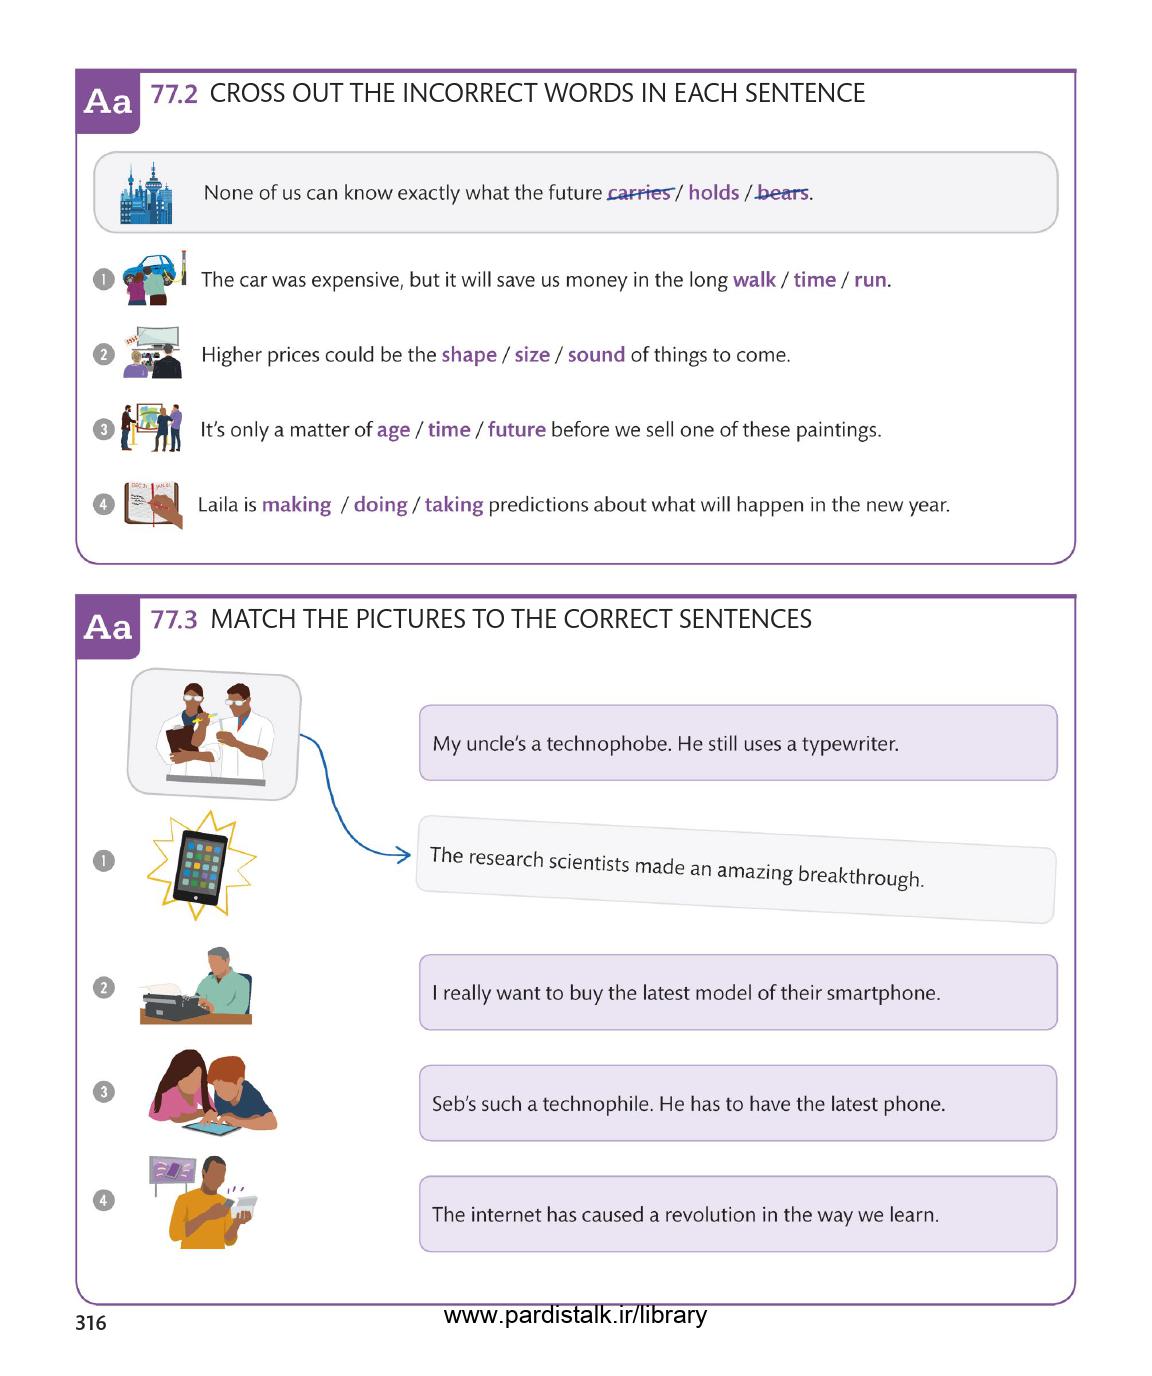 Aa 77.2 CROSS OUT THE INCORRECT WORDS IN EACH SENTENCE
None of us can know exactly what the future carries / holds / bears.
1 The car was expensive, but it will save us money in the long walk / time / run.
2 Higher prices could be the shape / size / sound of things to come.
3 It's only a matter of age / time / future before we sell one of these paintings.
DEC 31 JAN 01
4 Laila is making / doing / taking predictions about what will happen in the new year.
Aa 77.3 MATCH THE PICTURES TO THE CORRECT SENTENCES
My uncle's a technophobe. He still uses a typewriter.
1 The research scientists made an amazing breakthrough.
2 I really want to buy the latest model of their smartphone.
3 Seb's such a technophile. He has to have the latest phone.
4 The internet has caused a revolution in the way we learn.
316 www.pardistalk.ir/library